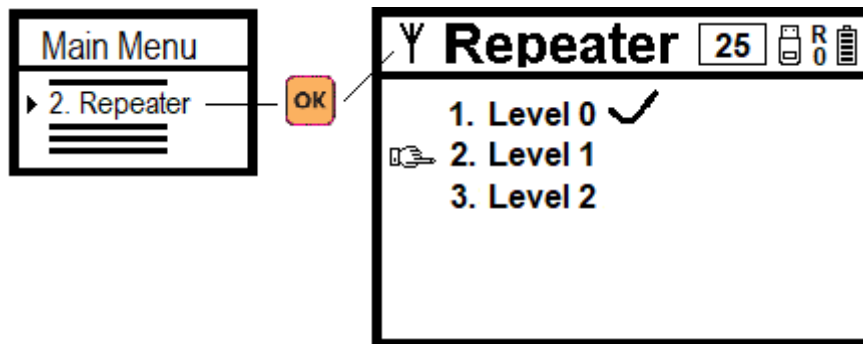 Main Menu
2. Repeater
OK
Repeater 25 R 0
1. Level 0
2. Level 1
3. Level 2